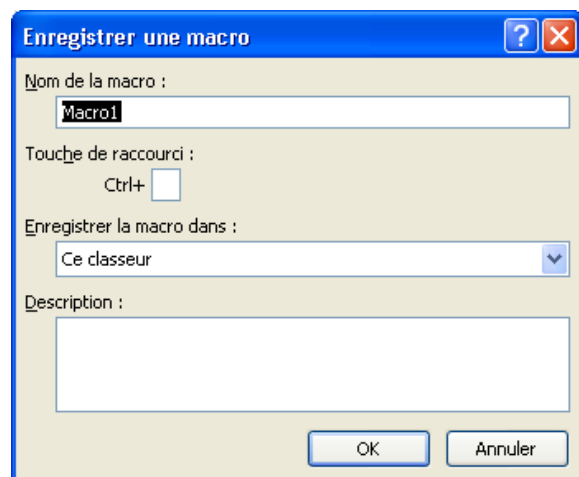 Enregistrer une macro
Nom de la macro :
Macro1
Touche de raccourci :
Ctrl+
Enregistrer la macro dans :
Ce classeur
Description :
OK Annuler